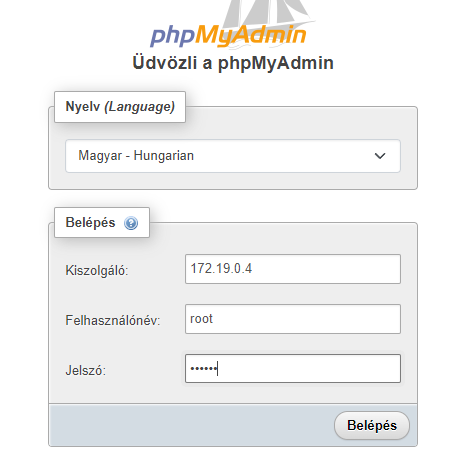 phpMyAdmin
Üdvözli a phpMyAdmin
Nyelv (Language)
Magyar - Hungarian
Belépés
Kiszolgáló:
172.19.0.4
Felhasználónév:
root
Jelszó:
••••••
Belépés